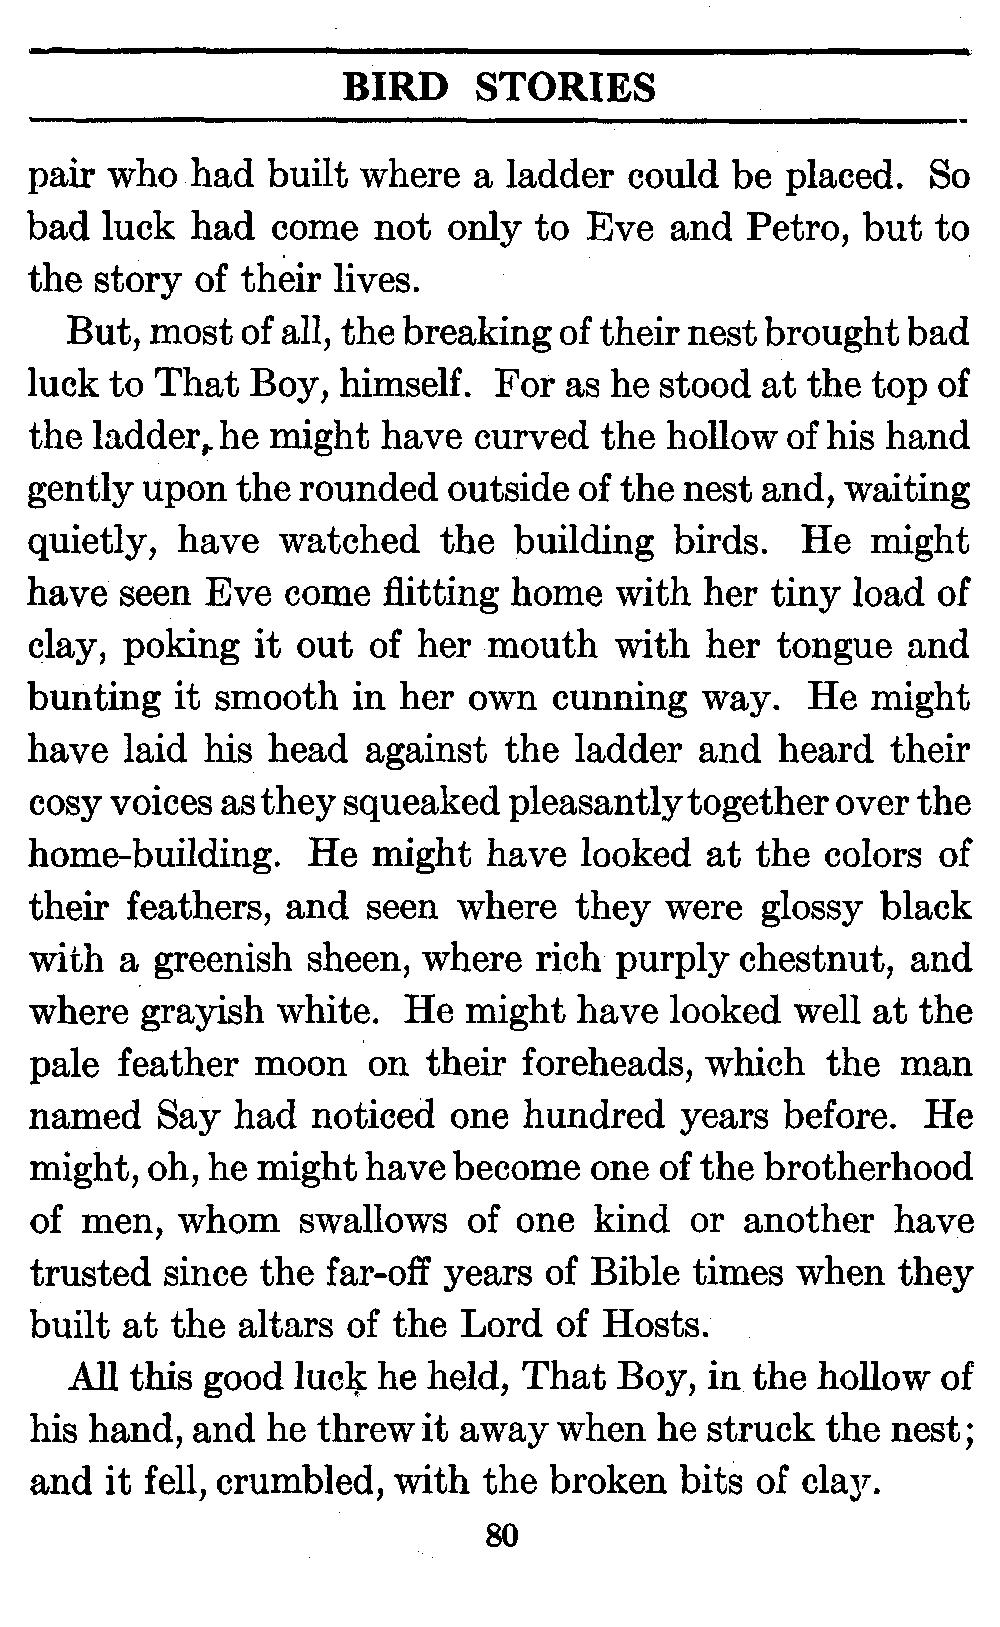 BIRD STORIES
pair who had built where a ladder could be placed. So
bad luck had come not only to Eve and Petro, but to
the story of their lives.
But, most of all, the breaking of their nest brought bad
luck to That Boy, himself. For as he stood at the top of
the ladder, he might have curved the hollow of his hand
gently upon the rounded outside of the nest and, waiting
quietly, have watched the building birds. He might
have seen Eve come flitting home with her tiny load of
clay, poking it out of her mouth with her tongue and
bunting it smooth in her own cunning way. He might
have laid his head against the ladder and heard their
cosy voices as they squeaked pleasantly together over the
home-building. He might have looked at the colors of
their feathers, and seen where they were glossy black
with a greenish sheen, where rich purply chestnut, and
where grayish white. He might have looked well at the
pale feather moon on their foreheads, which the man
named Say had noticed one hundred years before. He
might, oh, he might have become one of the brotherhood
of men, whom swallows of one kind or another have
trusted since the far-off years of Bible times when they
built at the altars of the Lord of Hosts.
All this good luck he held, That Boy, in the hollow of
his hand, and he threw it away when he struck the nest;
and it fell, crumbled, with the broken bits of clay.
80